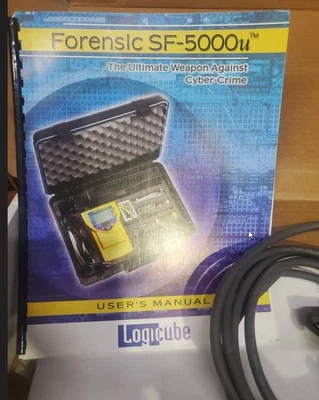 Forensic SF-5000u™
The Ultimate Weapon Against
Cyber-Crime
USER'S MANUAL
Logicube